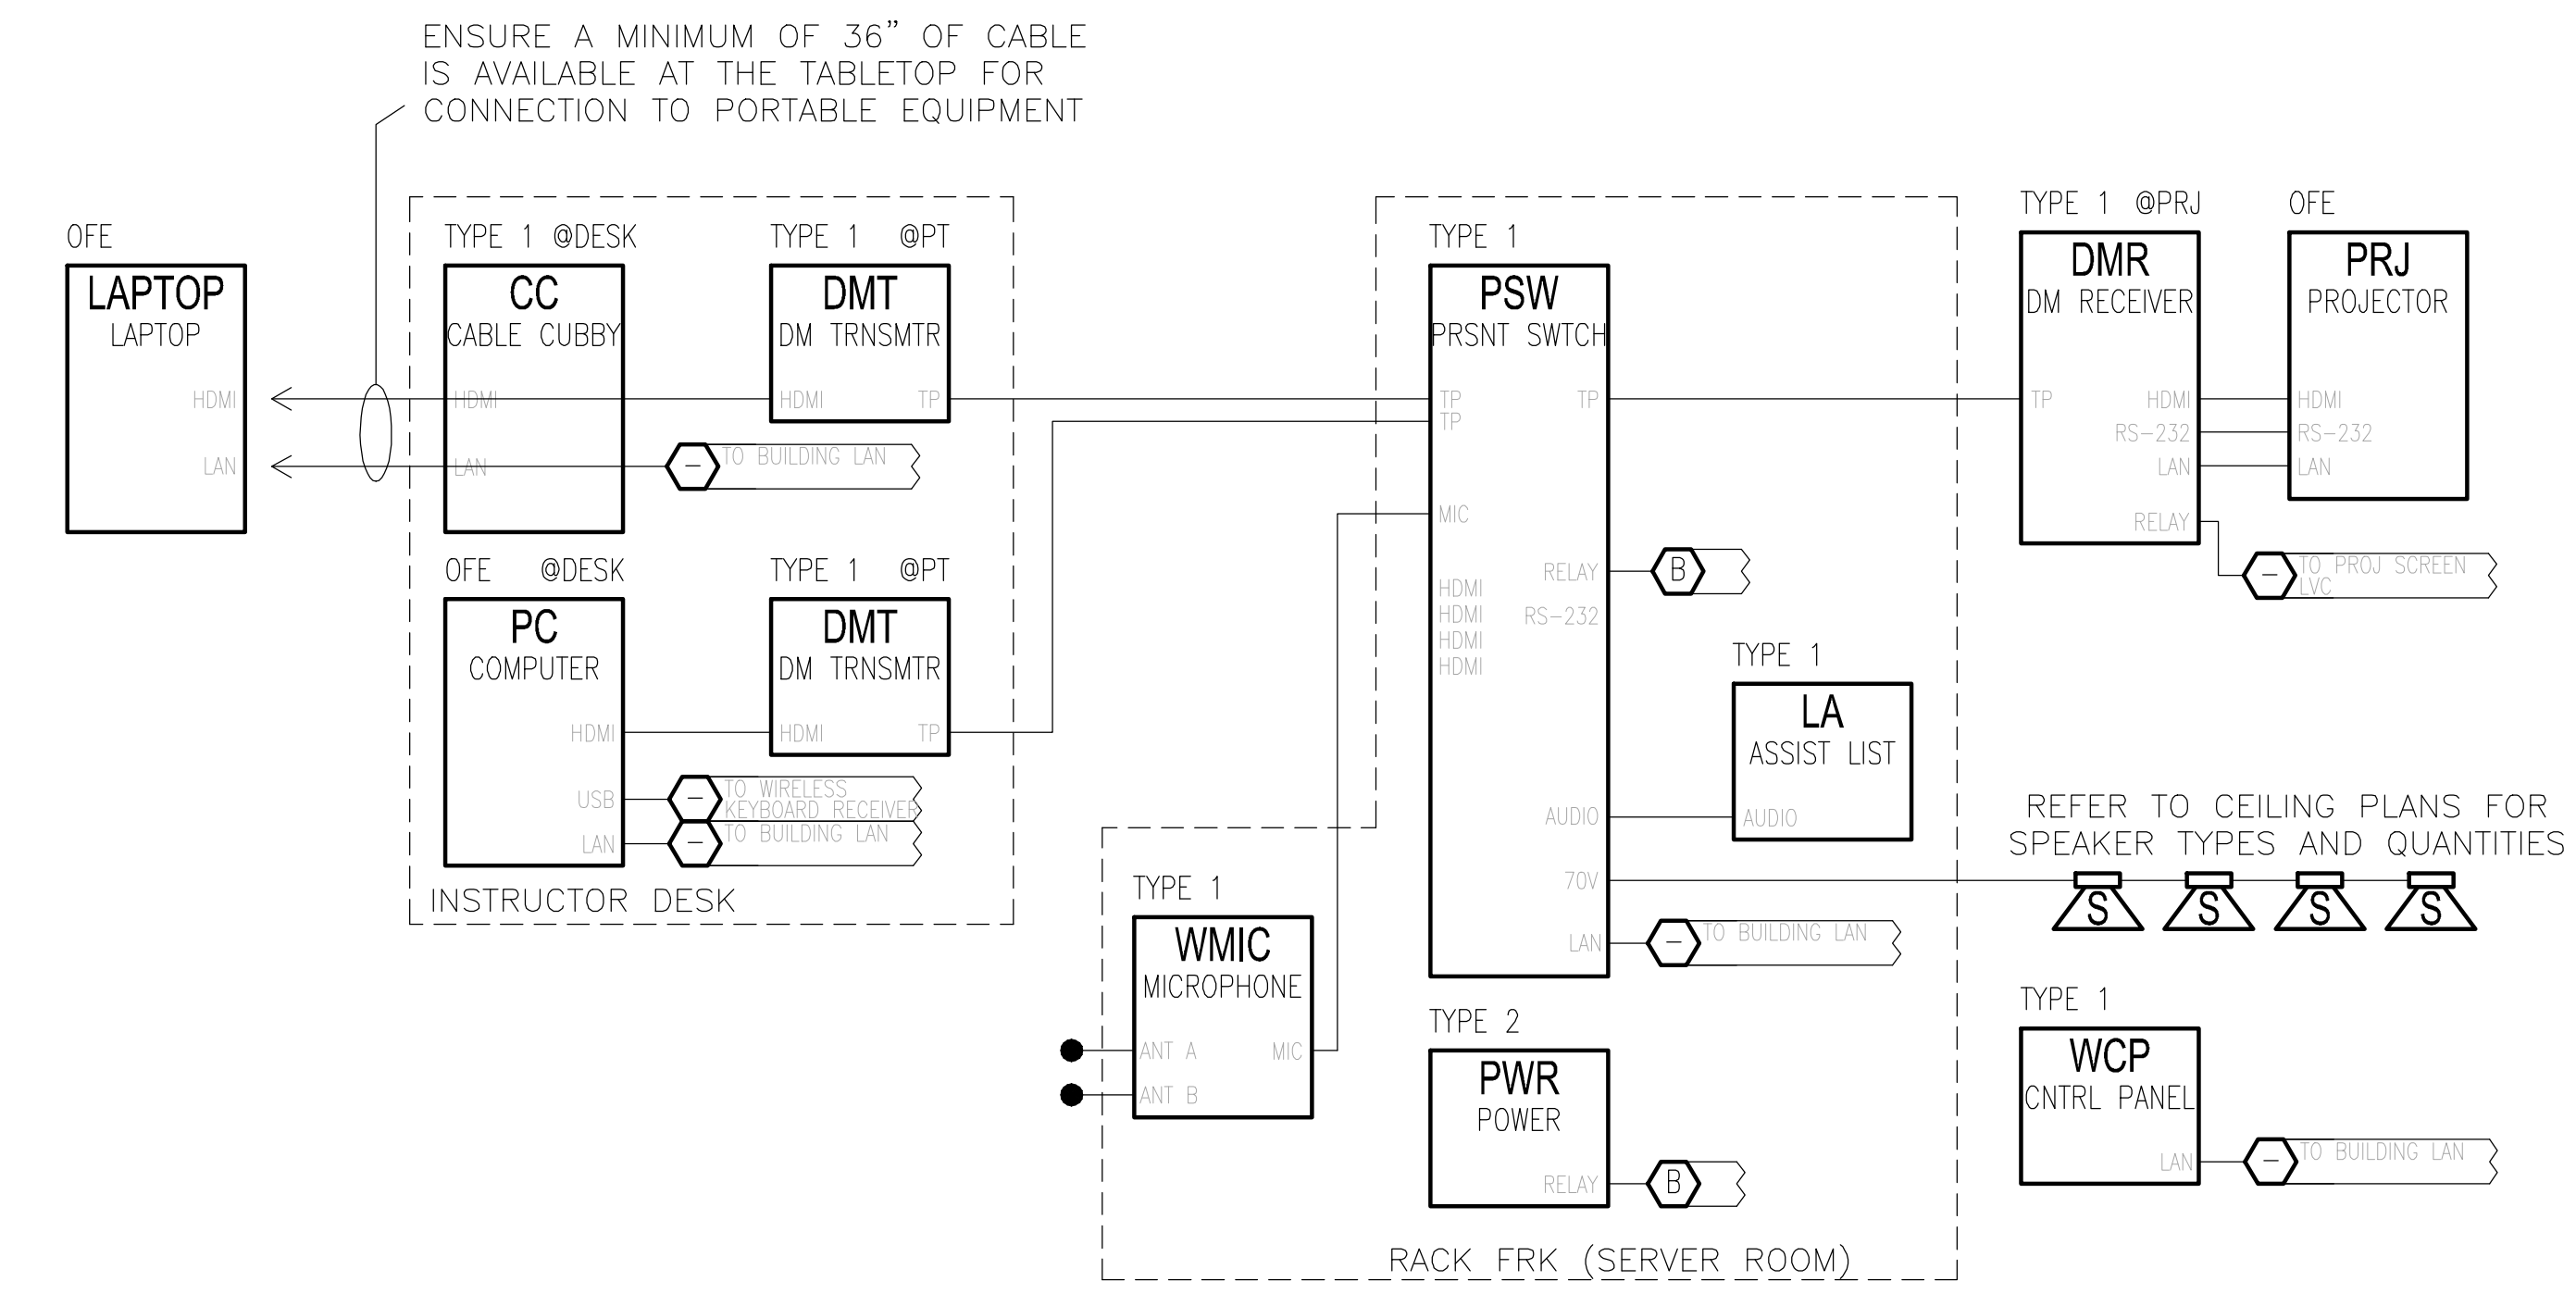 ENSURE A MINIMUM OF 36” OF CABLE
IS AVAILABLE AT THE TABLETOP FOR
CONNECTION TO PORTABLE EQUIPMENT
OFE
LAPTOP
LAPTOP
HDMI
LAN
TYPE 1 @DESK
CC
CABLE CUBBY
HDMI
LAN
TYPE 1 @PT
DMT
DM TRNSMTR
HDMI TP
–
TO BUILDING LAN
OFE @DESK
PC
COMPUTER
HDMI
USB
LAN
TYPE 1 @PT
DMT
DM TRNSMTR
HDMI TP
–
TO WIRELESS
KEYBOARD RECEIVER
–
TO BUILDING LAN
INSTRUCTOR DESK
TYPE 1
PSW
PRSNT SWTCH
TP TP
TP
MIC
RELAY
HDMI
HDMI
RS-232
HDMI
HDMI
AUDIO
70V
LAN
B
TYPE 1
LA
ASSIST LIST
AUDIO
–
TO BUILDING LAN
TYPE 1
WMIC
MICROPHONE
ANT A MIC
ANT B
TYPE 2
PWR
POWER
RELAY
B
RACK FRK (SERVER ROOM)
TYPE 1 @PRJ
DMR
DM RECEIVER
TP HDMI
RS-232
LAN
RELAY
OFE
PRJ
PROJECTOR
HDMI
RS-232
LAN
–
TO PROJ SCREEN
LVC
REFER TO CEILING PLANS FOR
SPEAKER TYPES AND QUANTITIES
S S S S
TYPE 1
WCP
CNTRL PANEL
LAN
–
TO BUILDING LAN